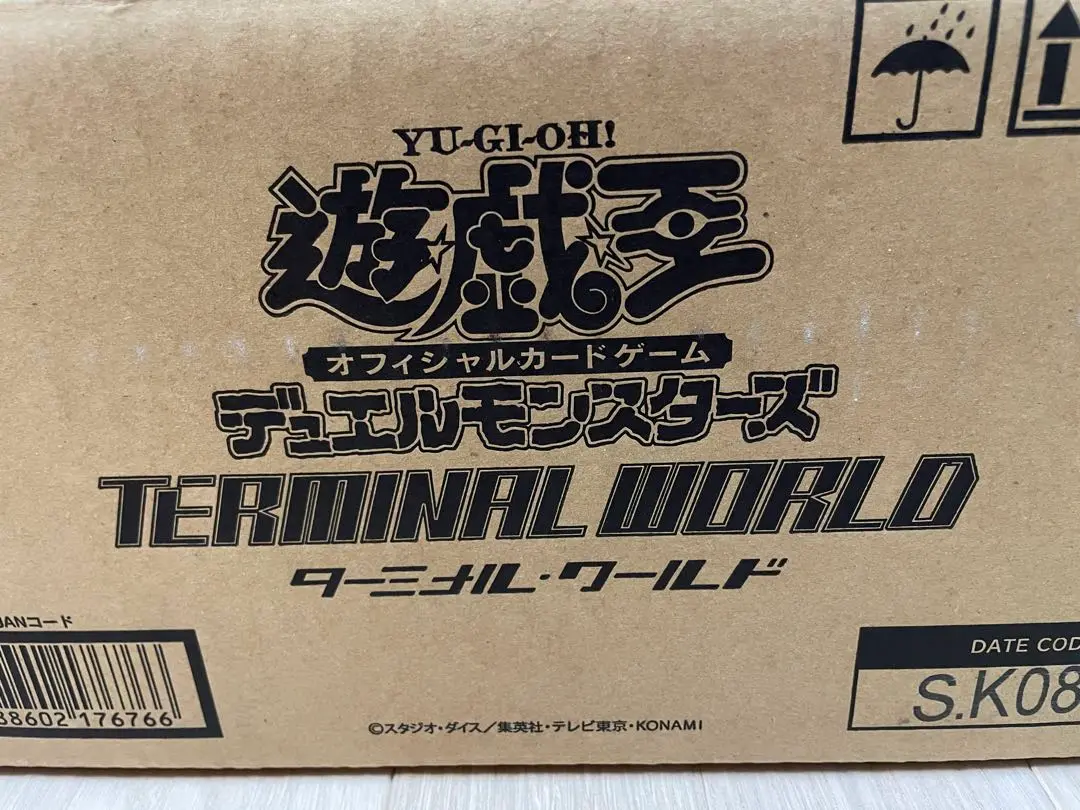 YU-GI-OH!
遊戯王
オフィシャルカードゲーム
デュエルモンスターズ
TERMINAL WORLD
ターミナル・ワールド
JANコード
38602 176766
DATE COD
S.K08
©スタジオ・ダイス／集英社・テレビ東京・KONAMI